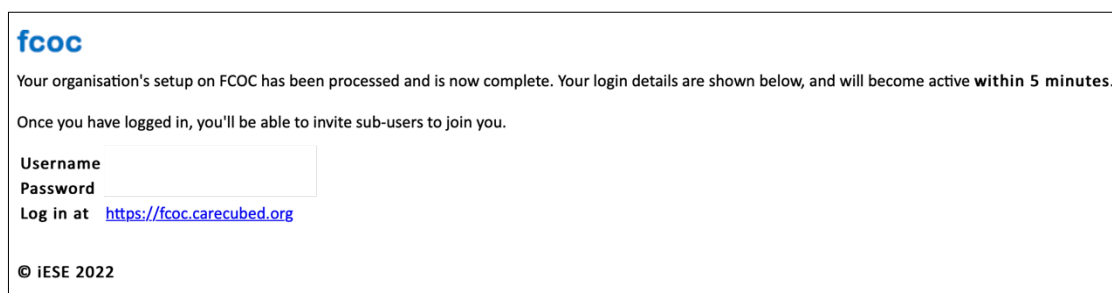 fcoc
Your organisation's setup on FCOC has been processed and is now complete. Your login details are shown below, and will become active within 5 minutes.
Once you have logged in, you'll be able to invite sub-users to join you.
Username
Password
Log in at https://fcoc.carecubed.org
© iESE 2022